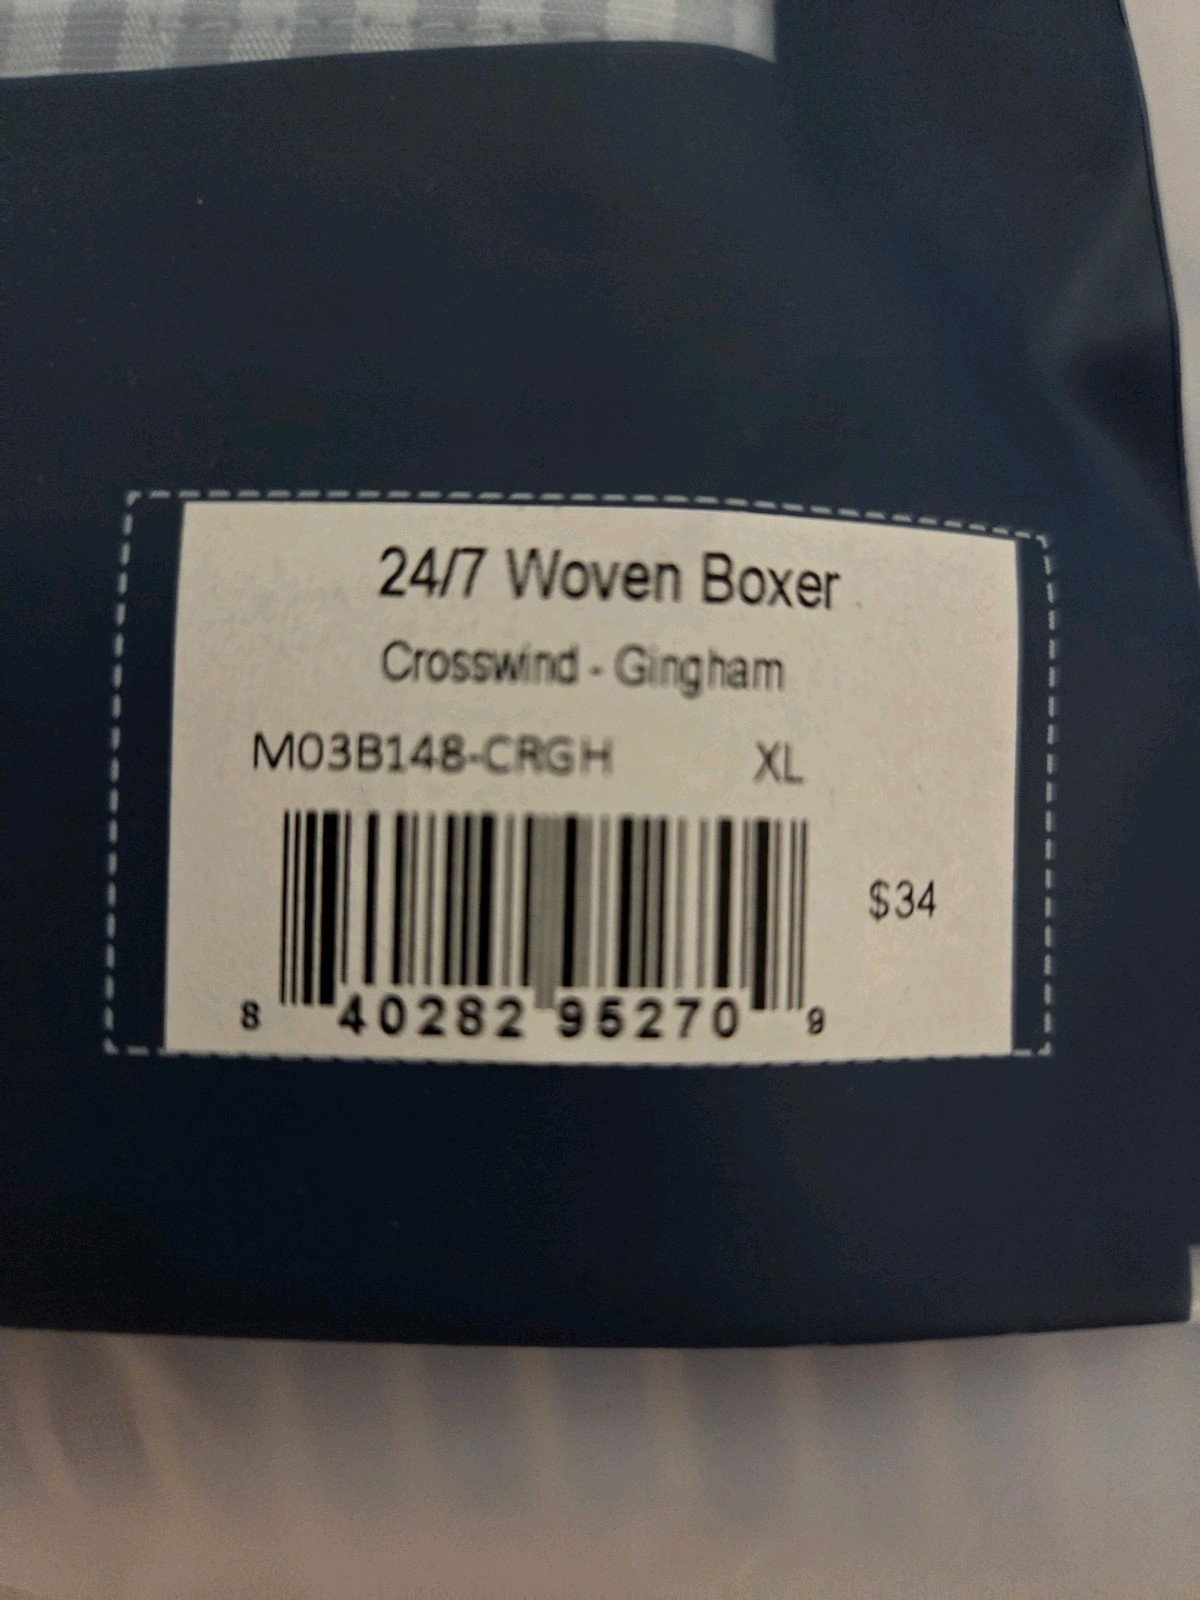 24/7 Woven Boxer
Crosswind - Gingham
M03B148-CRGH XL
$34
8 40282 95270 9